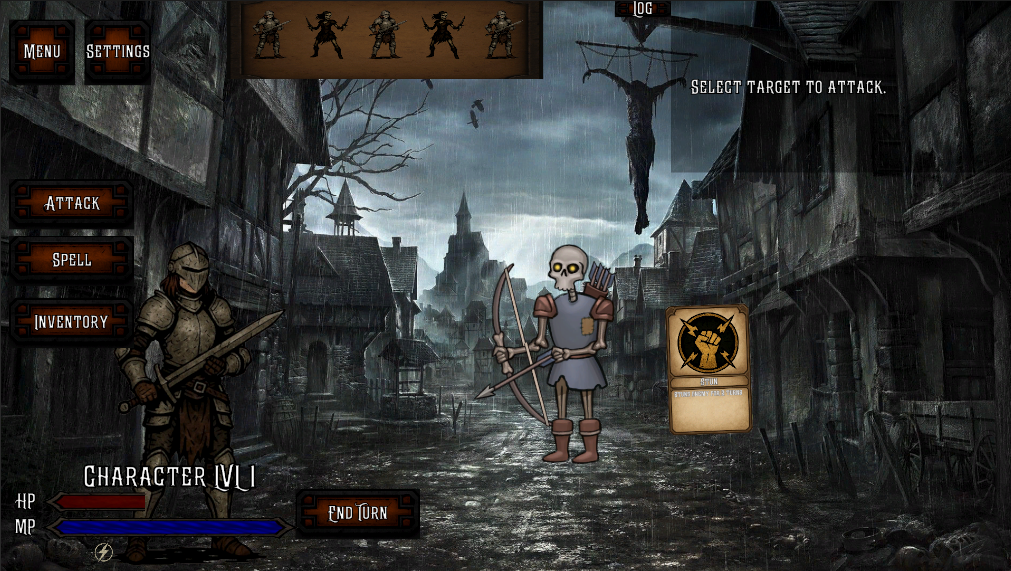 Log
Menu
Settings
Select target to attack.
Attack
Spell
Inventory
Stun
Character lvl 1
HP
MP
End Turn